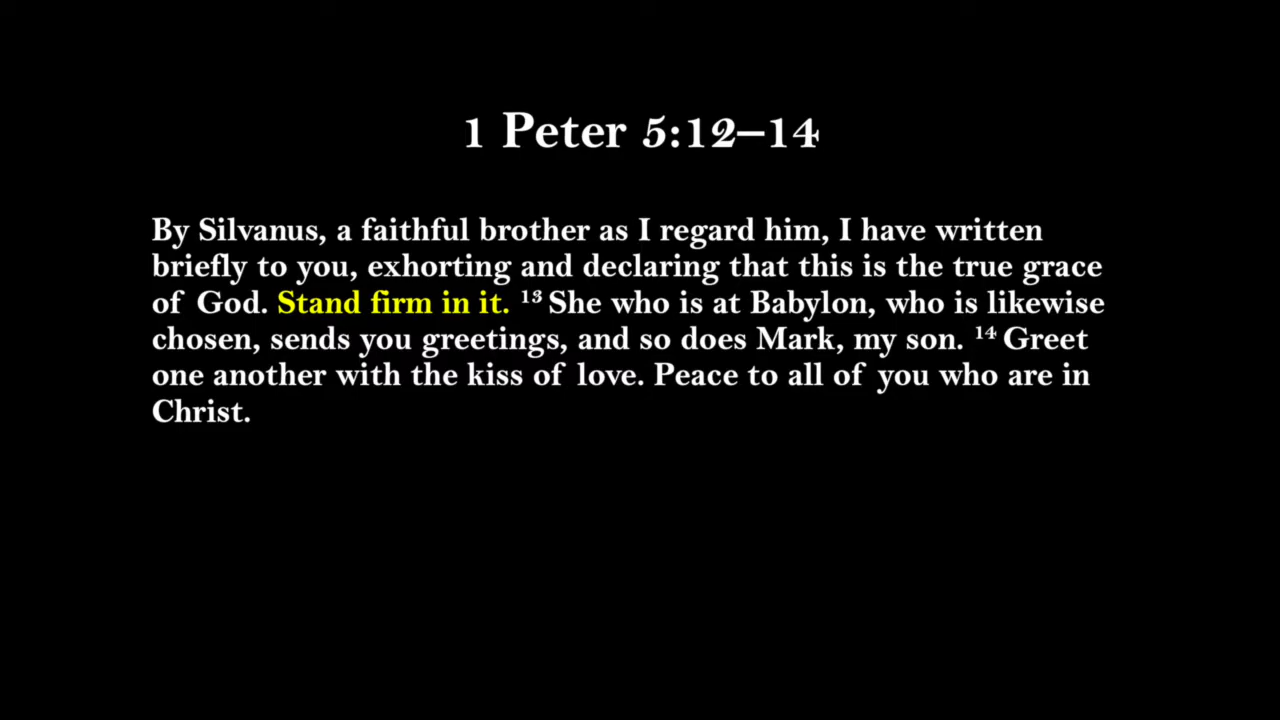 1 Peter 5:12–14
By Silvanus, a faithful brother as I regard him, I have written
briefly to you, exhorting and declaring that this is the true grace
of God. Stand firm in it. ¹³ She who is at Babylon, who is likewise
chosen, sends you greetings, and so does Mark, my son. ¹⁴ Greet
one another with the kiss of love. Peace to all of you who are in
Christ.